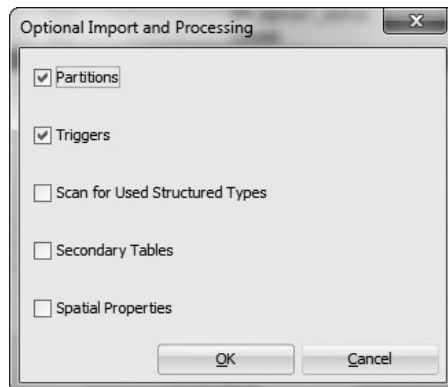 Optional Import and Processing
Partitions
Triggers
Scan for Used Structured Types
Secondary Tables
Spatial Properties
OK
Cancel